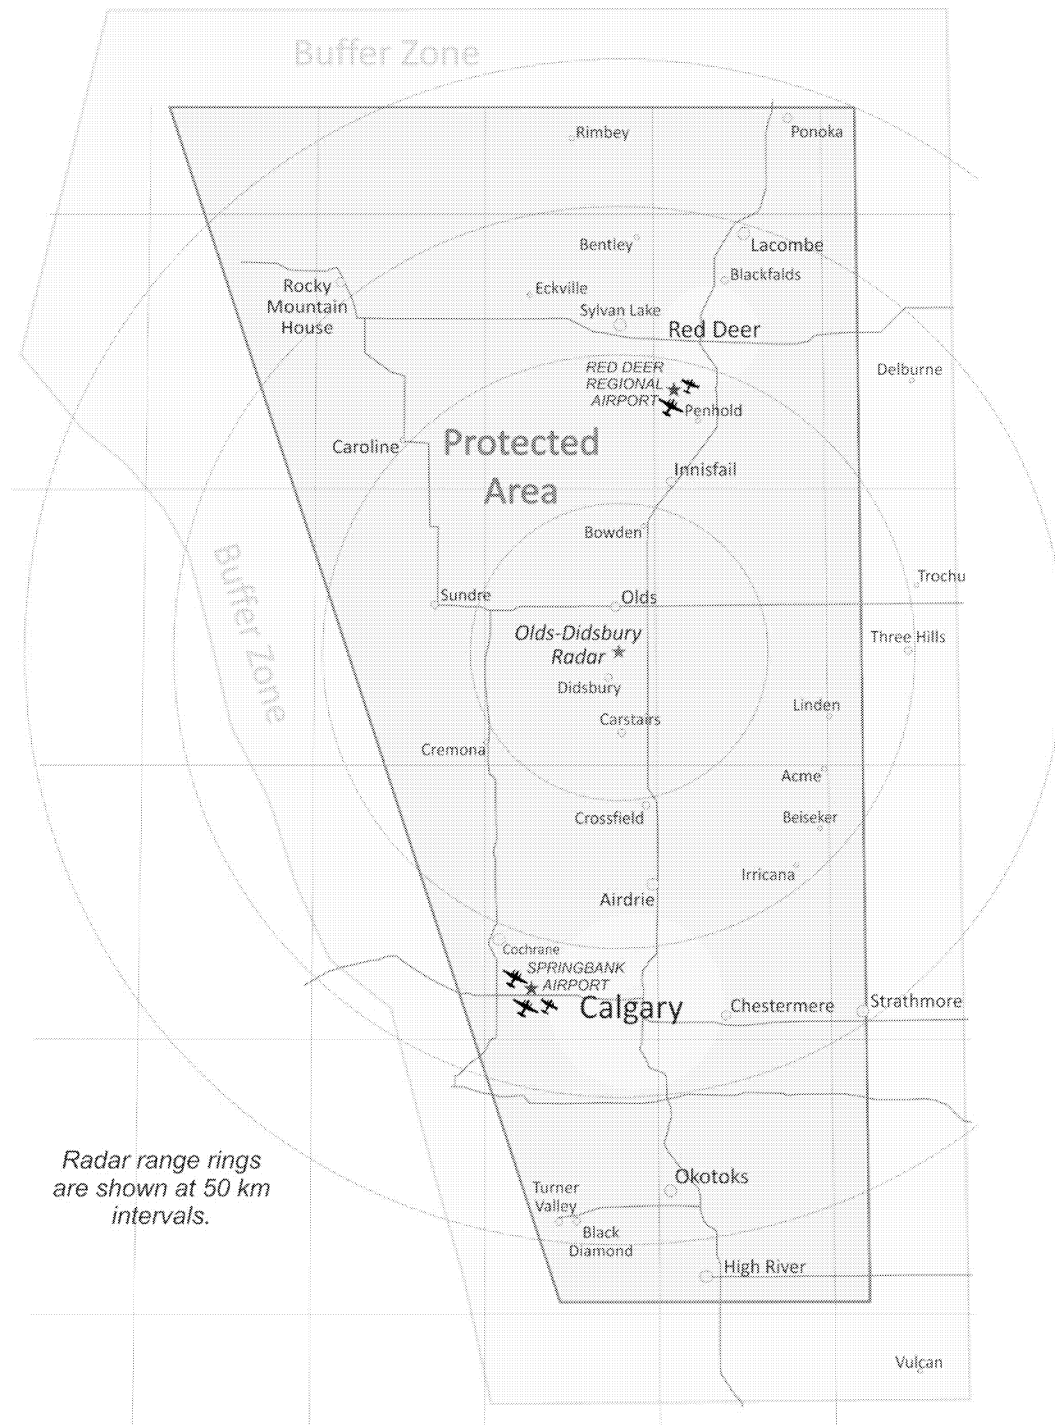 Buffer Zone
Rimbey
Ponoka
Bentley
Lacombe
Blackfalds
Rocky
Mountain
House
Eckville
Sylvan Lake
Red Deer
RED DEER
REGIONAL
AIRPORT
Delburne
Penhold
Caroline
Protected
Area
Innisfail
Bowden
Buffer Zone
Trochu
Sundre
Olds
Olds-Didsbury
Radar
Three Hills
Didsbury
Linden
Carstairs
Cremona
Acme
Crossfield
Beiseker
Irricana
Airdrie
Cochrane
SPRINGBANK
AIRPORT
Calgary
Chestermere
Strathmore
Radar range rings
are shown at 50 km
intervals.
Okotoks
Turner
Valley
Black
Diamond
High River
Vulcan